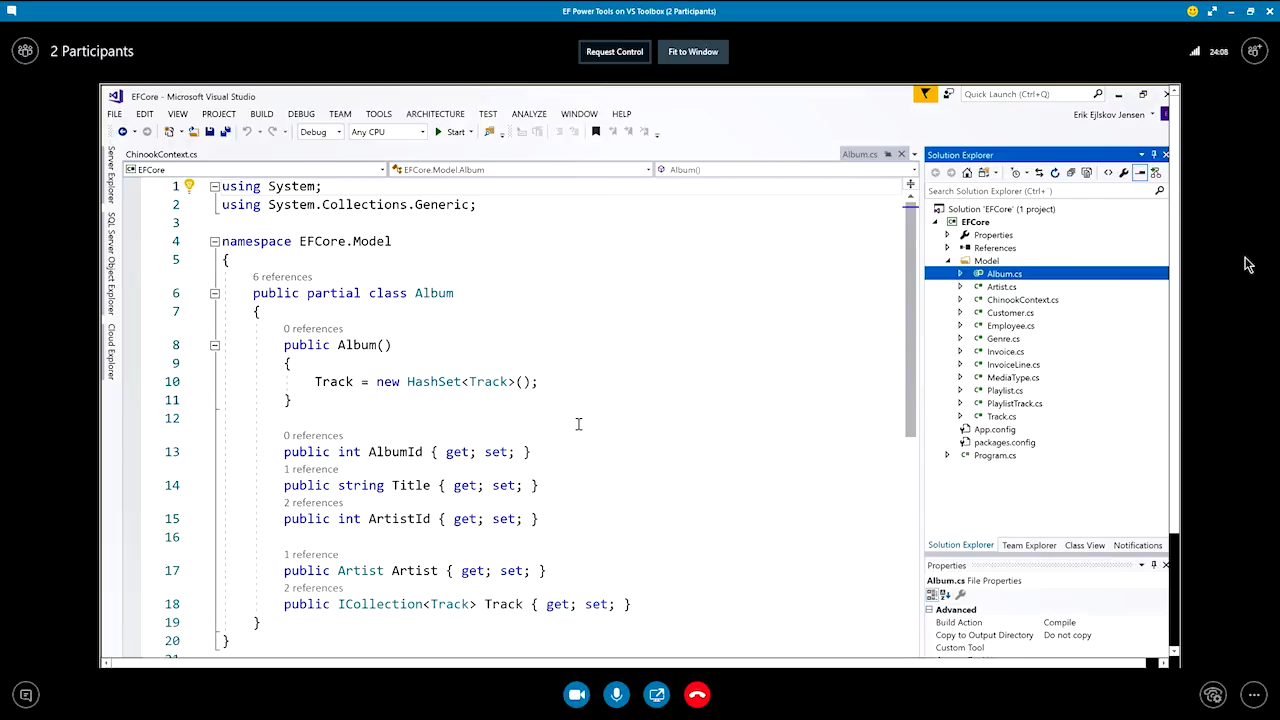 EF Power Tools on VS Toolbox (2 Participants)
2 Participants
Request Control
Fit to Window
24:08
EFCore - Microsoft Visual Studio
Quick Launch (Ctrl+Q)
FILE EDIT VIEW PROJECT BUILD DEBUG TEAM TOOLS ARCHITECTURE TEST ANALYZE WINDOW HELP
Erik Ejlskov Jensen
Debug Any CPU Start
Server Explorer
SQL Server Object Explorer
Cloud Explorer
ChinookContext.cs
Album.cs
EFCore
EFCore.Model.Album
Album()
1 using System;
2 using System.Collections.Generic;
3
4 namespace EFCore.Model
5 {
6 references
6 public partial class Album
7 {
0 references
8 public Album()
9 {
10 Track = new HashSet<Track>();
11 }
12
0 references
13 public int AlbumId { get; set; }
1 reference
14 public string Title { get; set; }
2 references
15 public int ArtistId { get; set; }
16
1 reference
17 public Artist Artist { get; set; }
2 references
18 public ICollection<Track> Track { get; set; }
19 }
20 }
Solution Explorer
Search Solution Explorer (Ctrl+¨)
Solution 'EFCore' (1 project)
EFCore
Properties
References
Model
Album.cs
Artist.cs
ChinookContext.cs
Customer.cs
Employee.cs
Genre.cs
Invoice.cs
InvoiceLine.cs
MediaType.cs
Playlist.cs
PlaylistTrack.cs
Track.cs
App.config
packages.config
Program.cs
Solution Explorer Team Explorer Class View Notifications
Properties
Album.cs File Properties
Advanced
Build Action Compile
Copy to Output Directory Do not copy
Custom Tool